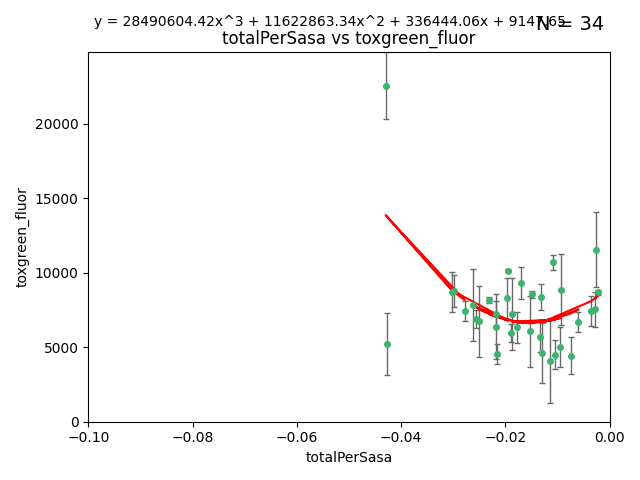 y = 28490604.42x^3 + 11622863.34x^2 + 336444.06x + 9147.65
N = 34
totalPerSasa vs toxgreen_fluor
20000
15000
10000
5000
0
toxgreen_fluor
−0.10 −0.08 −0.06 −0.04 −0.02 0.00
totalPerSasa